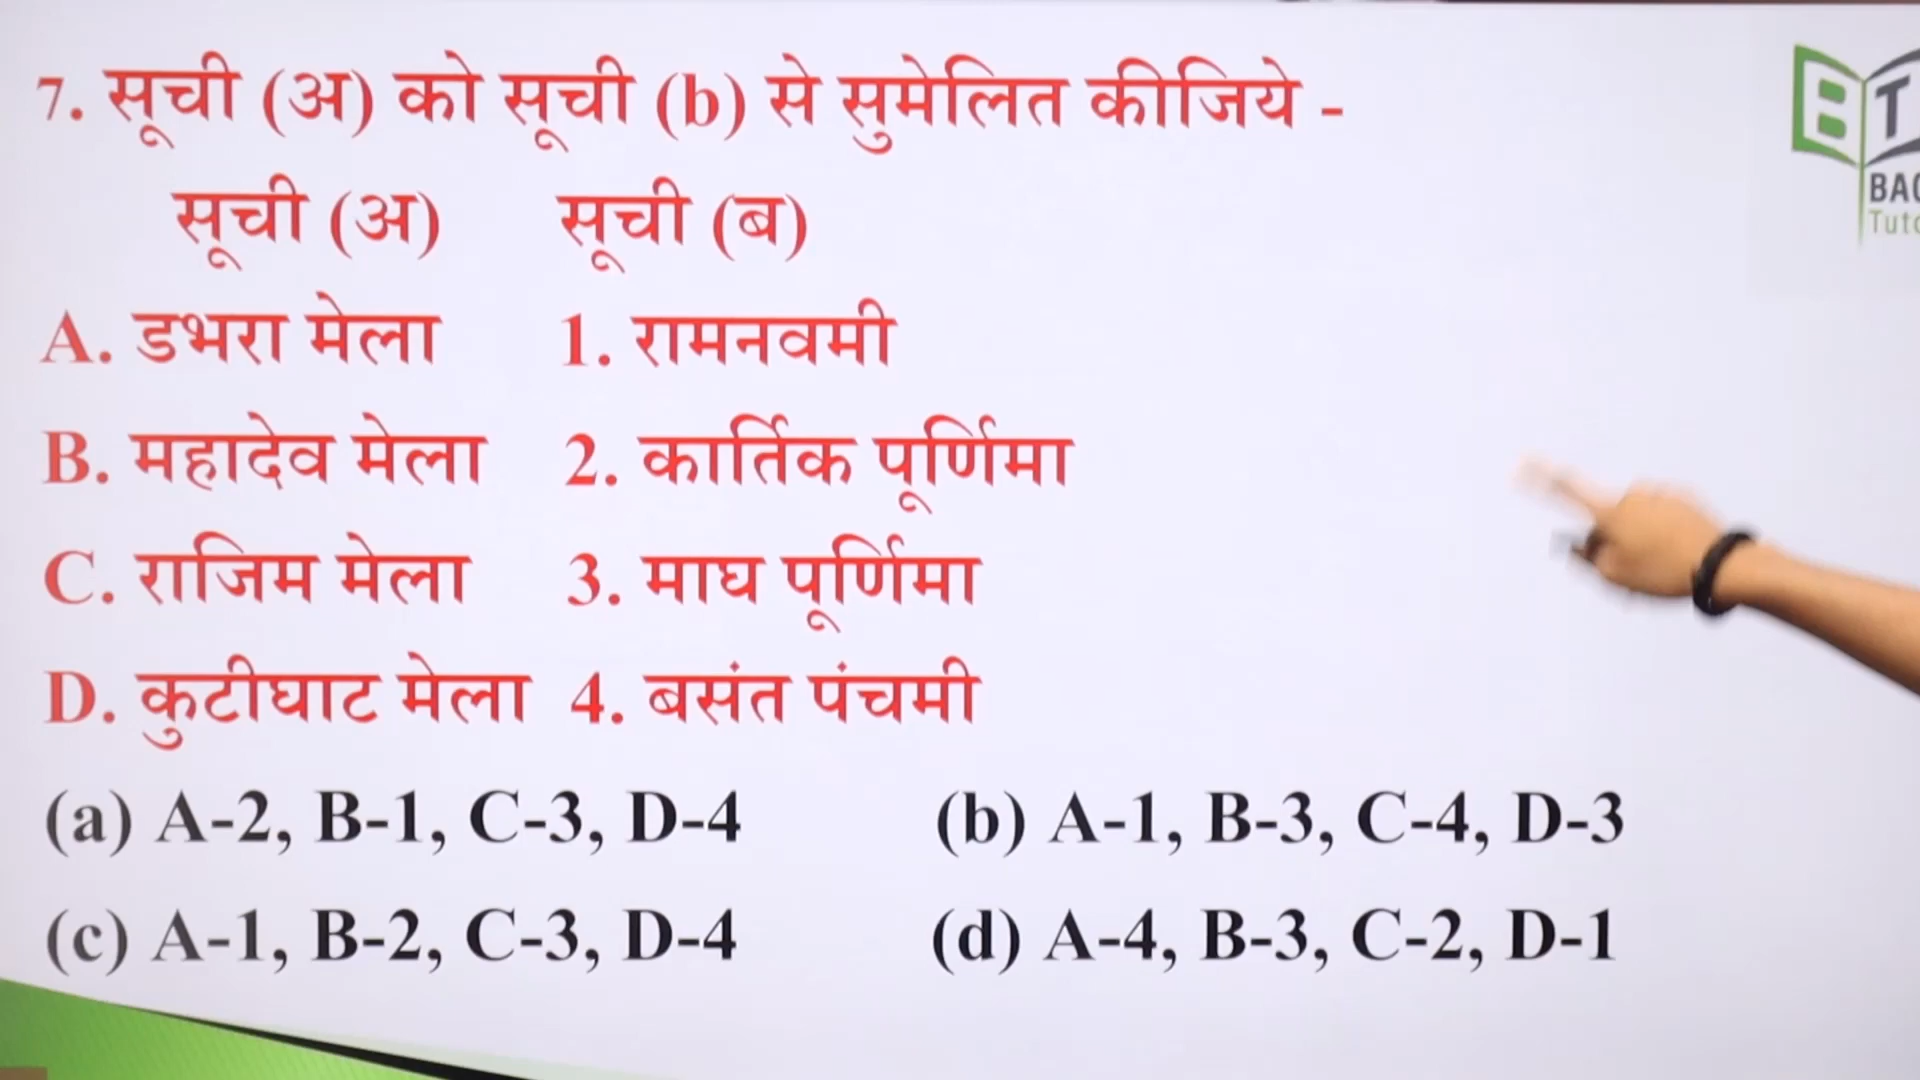 7. सूची (अ) को सूची (b) से सुमेलित कीजिये -
सूची (अ) सूची (ब)
A. डभरा मेला 1. रामनवमी
B. महादेव मेला 2. कार्तिक पूर्णिमा
C. राजिम मेला 3. माघ पूर्णिमा
D. कुटीघाट मेला 4. बसंत पंचमी
(a) A-2, B-1, C-3, D-4 (b) A-1, B-3, C-4, D-3
(c) A-1, B-2, C-3, D-4 (d) A-4, B-3, C-2, D-1
BT